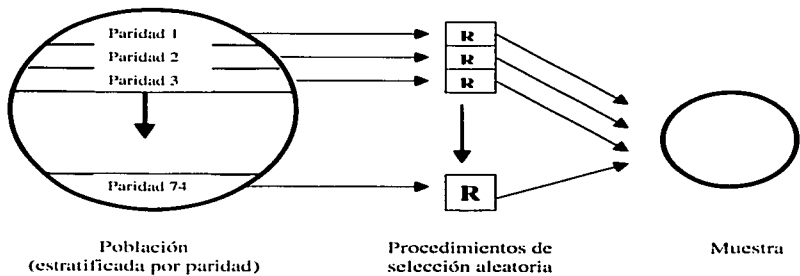 Paridad 1 R
Paridad 2 R
Paridad 3 R
Paridad 74 R
Población
(estratificada por paridad)
Procedimientos de
selección aleatoria
Muestra